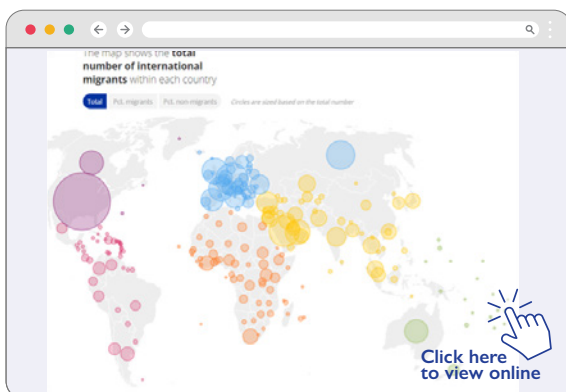 The map shows the total
number of international
migrants within each country
Total Pct. migrants Pct. non-migrants Circles are sized based on the total number
Click here
to view online